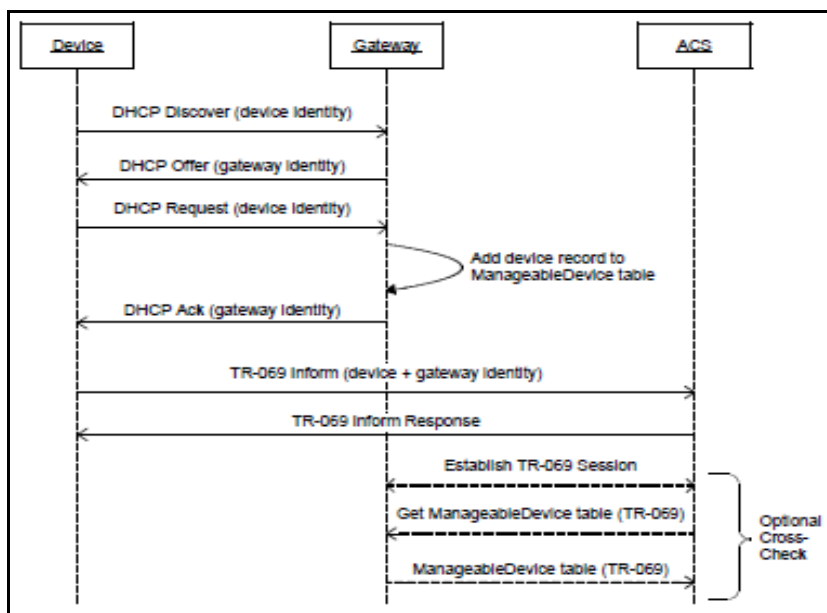 Device
Gateway
ACS
DHCP Discover (device identity)
DHCP Offer (gateway identity)
DHCP Request (device identity)
Add device record to
ManageableDevice table
DHCP Ack (gateway identity)
TR-069 Inform (device + gateway identity)
TR-069 Inform Response
Establish TR-069 Session
Get ManageableDevice table (TR-069)
Optional
Cross-
Check
ManageableDevice table (TR-069)